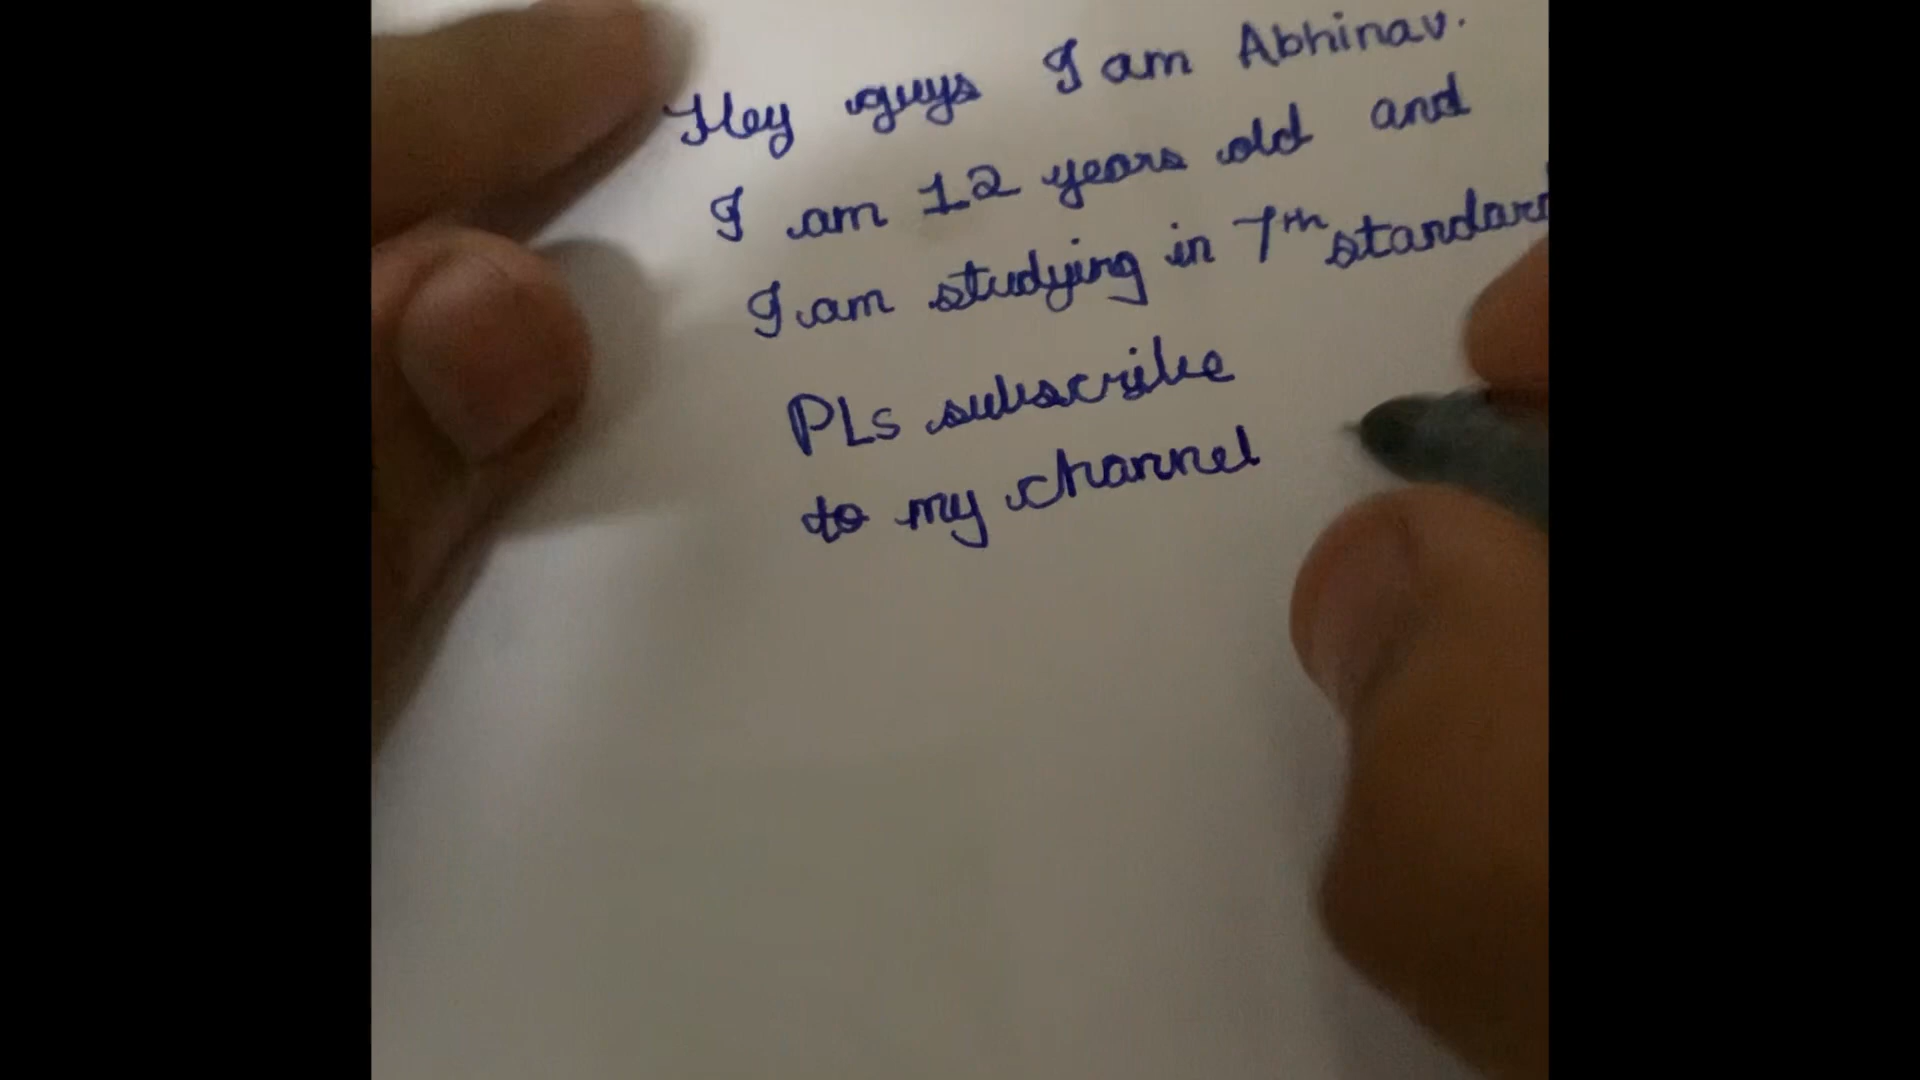 Hey guys I am Abhinav.
I am 12 years old and
I am studying in 7th standard
PLs subscribe
to my channel